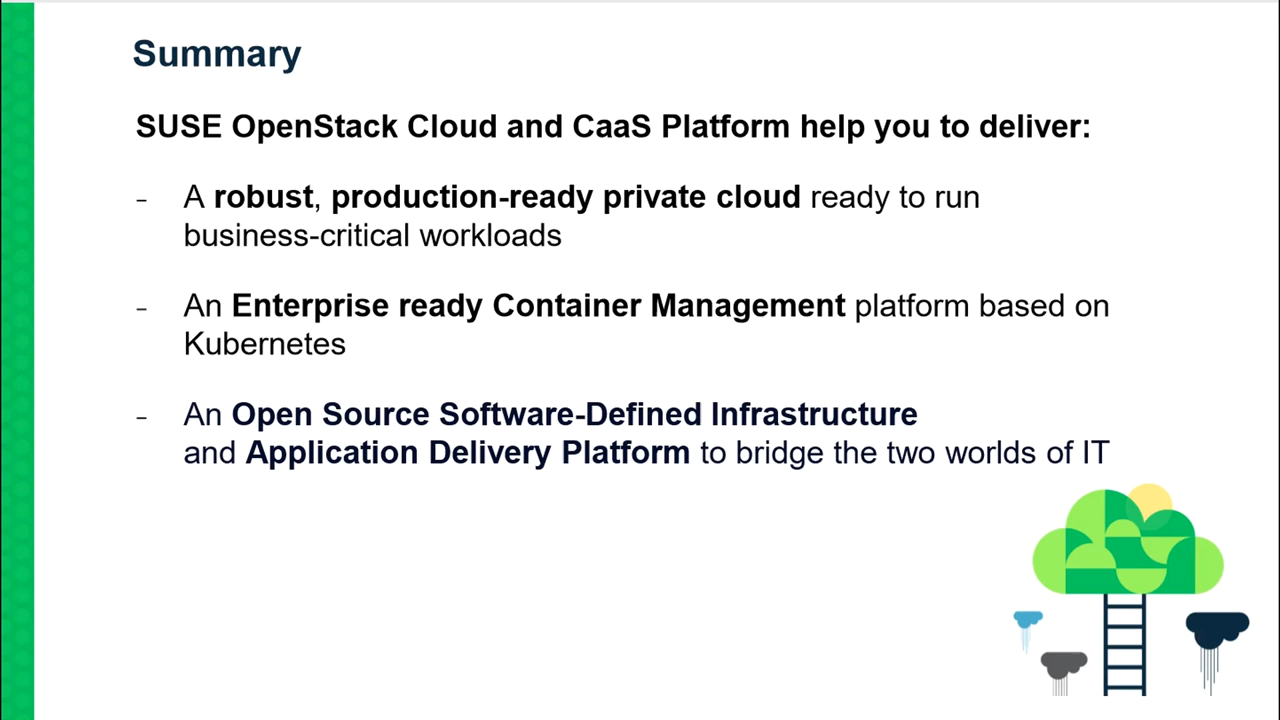 Summary
SUSE OpenStack Cloud and CaaS Platform help you to deliver:
- A robust, production-ready private cloud ready to run
business-critical workloads
- An Enterprise ready Container Management platform based on
Kubernetes
- An Open Source Software-Defined Infrastructure
and Application Delivery Platform to bridge the two worlds of IT